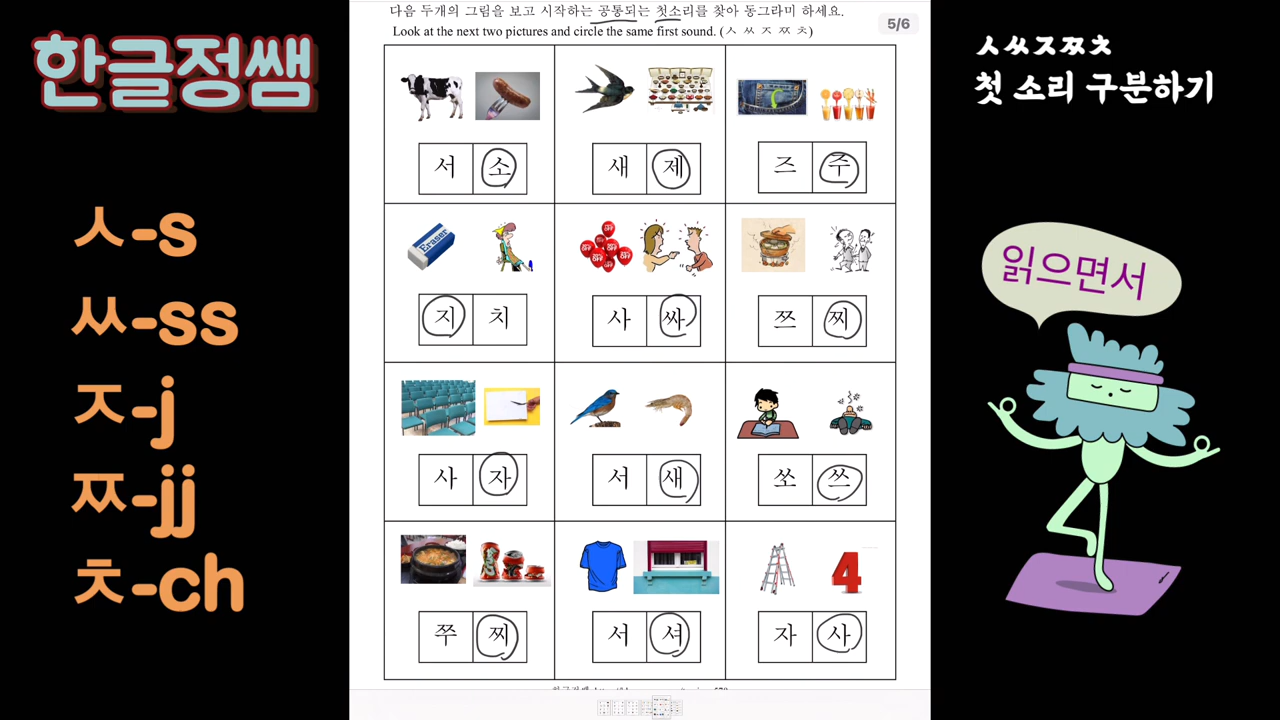 다음 두개의 그림을 보고 시작하는 공통되는 첫소리를 찾아 동그라미 하세요.
Look at the next two pictures and circle the same first sound. (ㅅ ㅆ ㅈ ㅉ ㅊ)
5/6
한글정쌤
ㅅ-s
ㅆ-ss
ㅈ-j
ㅉ-jj
ㅊ-ch
서 소
새 제
즈 주
Eraser
지 치
사 싸
쯔 찌
사 자
서 새
쏘 쓰
쭈 찌
서 셔
4
자 사
ㅅㅆㅈㅉㅊ
첫 소리 구분하기
읽으면서